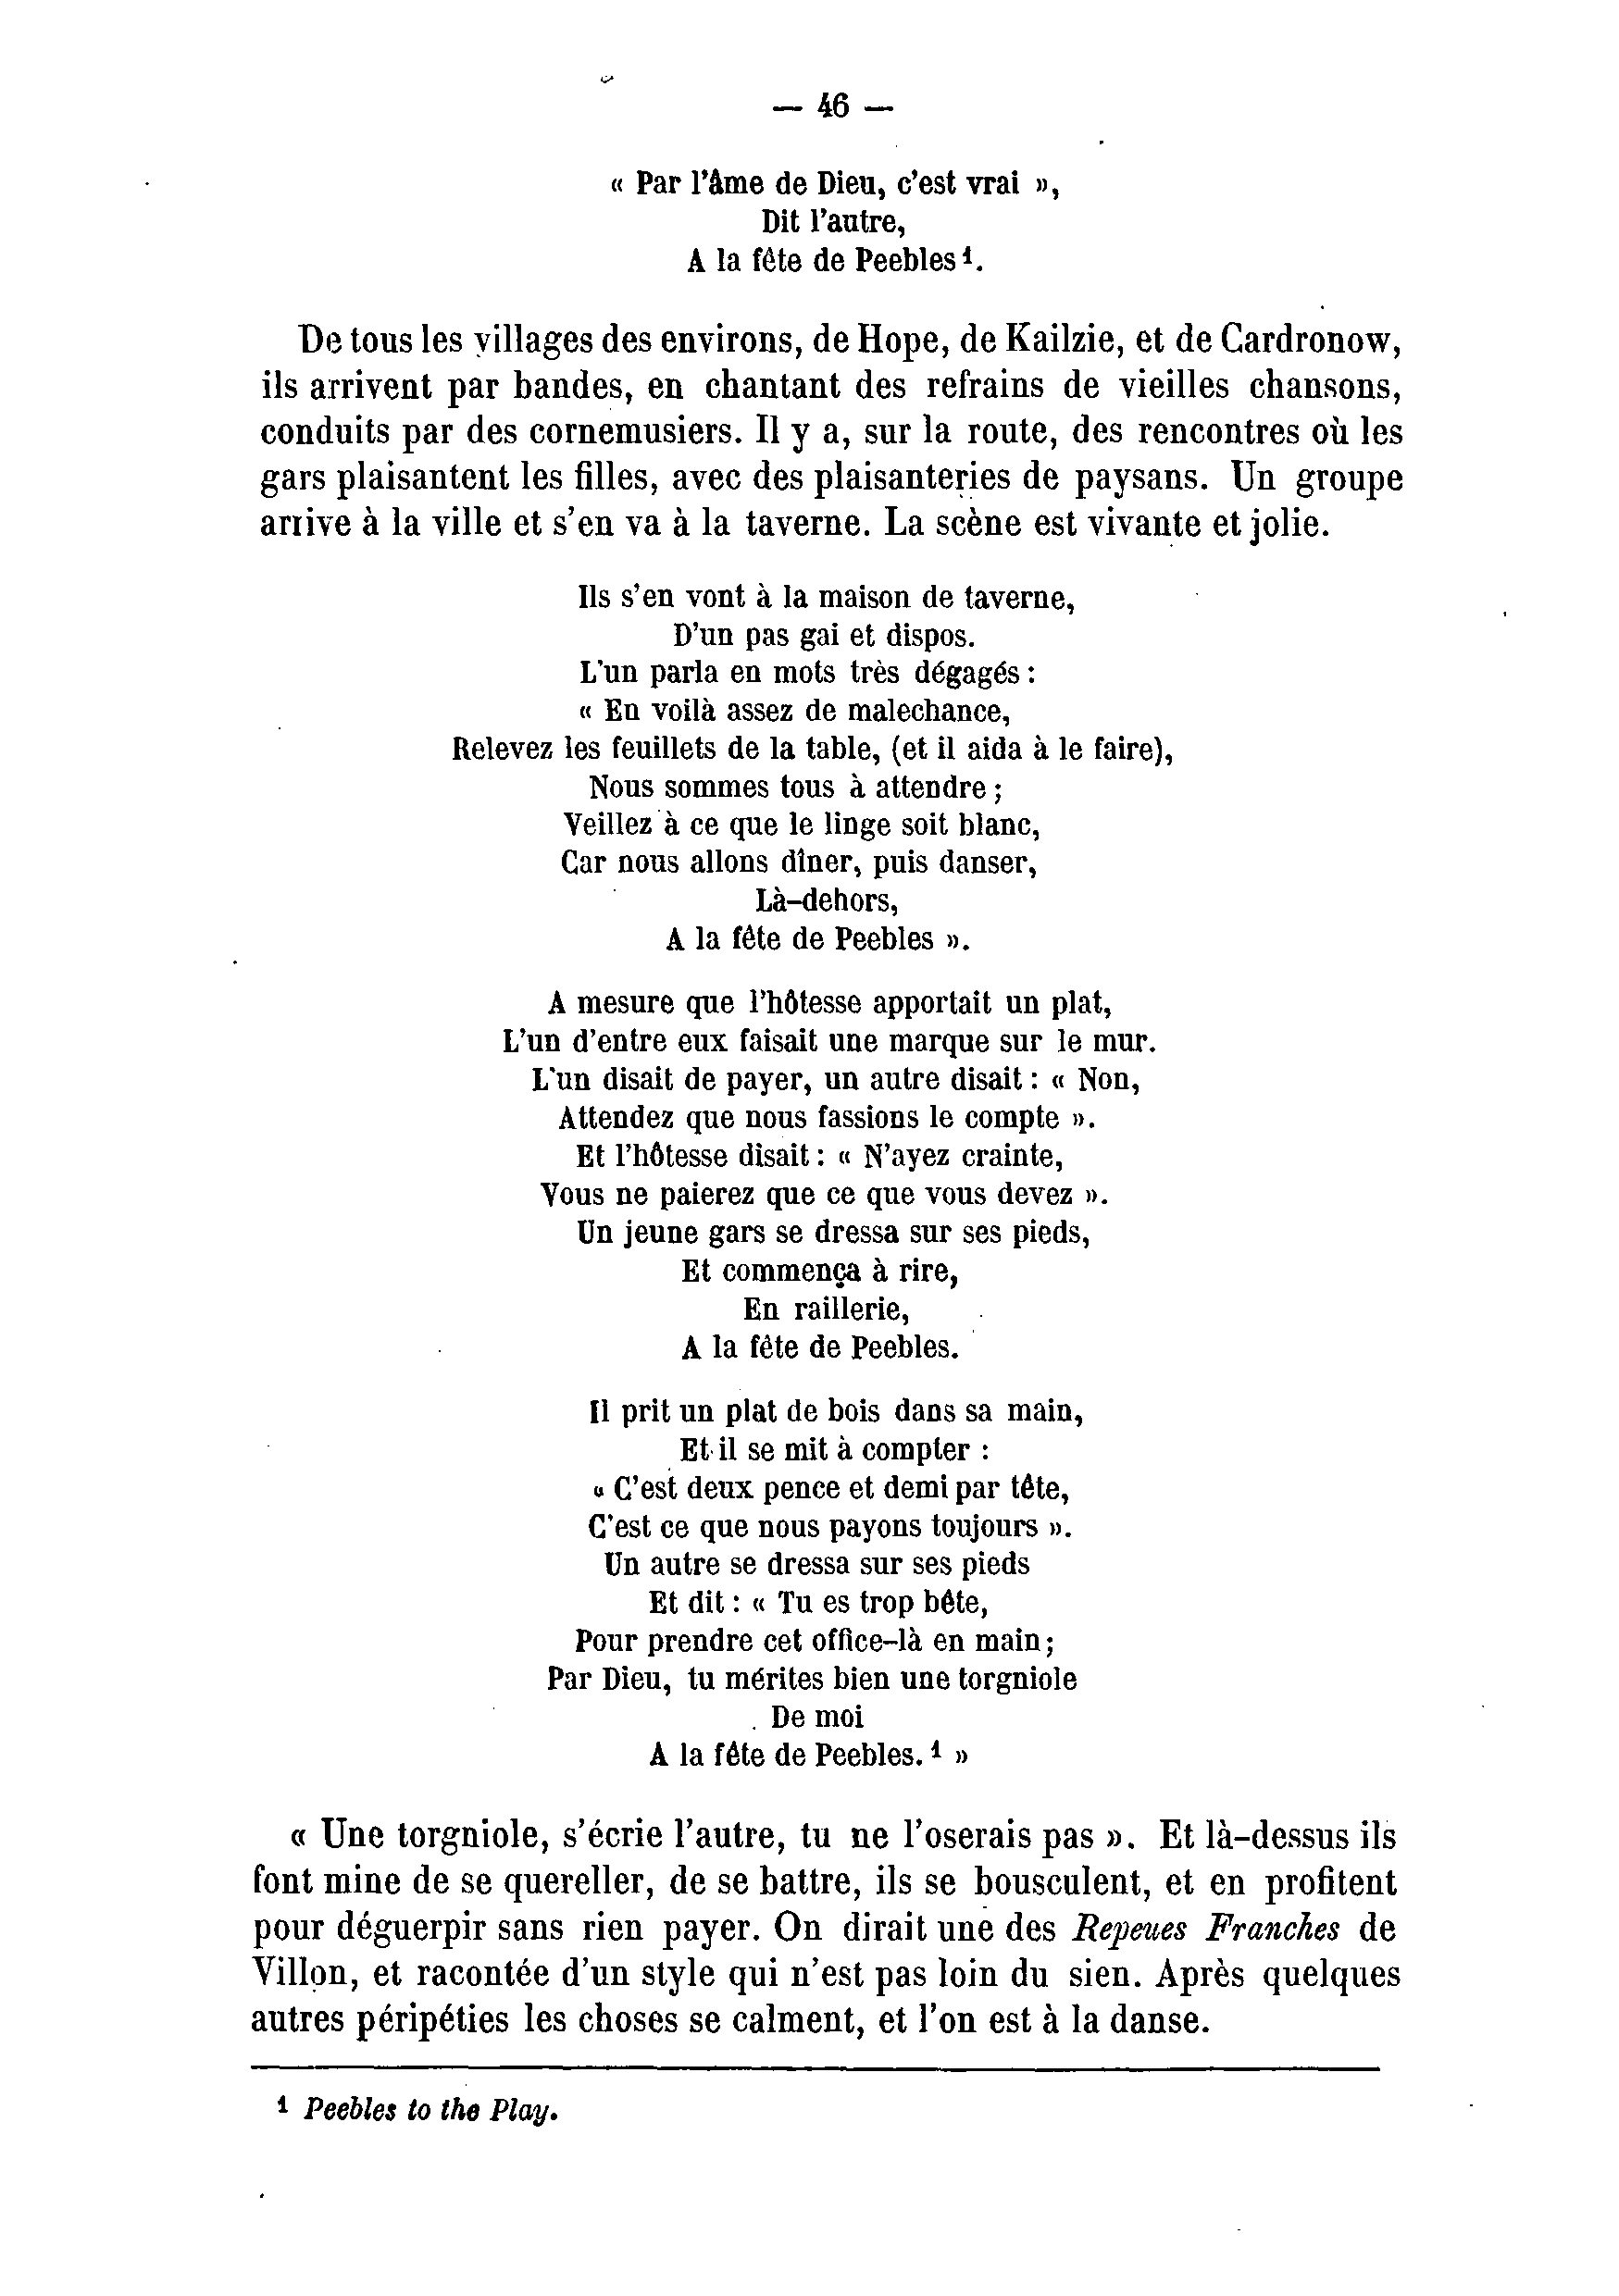 — 46 —
« Par l'âme de Dieu, c'est vrai »,
Dit l'autre,
A la fête de Peebles¹.
De tous les villages des environs, de Hope, de Kailzie, et de Cardronow,
ils arrivent par bandes, en chantant des refrains de vieilles chansons,
conduits par des cornemusiers. Il y a, sur la route, des rencontres où les
gars plaisantent les filles, avec des plaisanteries de paysans. Un groupe
arrive à la ville et s'en va à la taverne. La scène est vivante et jolie.
Ils s'en vont à la maison de taverne,
D'un pas gai et dispos.
L'un parla en mots très dégagés :
« En voilà assez de malechance,
Relevez les feuillets de la table, (et il aida à le faire),
Nous sommes tous à attendre ;
Veillez à ce que le linge soit blanc,
Car nous allons dîner, puis danser,
Là-dehors,
A la fête de Peebles ».
A mesure que l'hôtesse apportait un plat,
L'un d'entre eux faisait une marque sur le mur.
L'un disait de payer, un autre disait : « Non,
Attendez que nous fassions le compte ».
Et l'hôtesse disait : « N'ayez crainte,
Vous ne paierez que ce que vous devez ».
Un jeune gars se dressa sur ses pieds,
Et commença à rire,
En raillerie,
A la fête de Peebles.
Il prit un plat de bois dans sa main,
Et il se mit à compter :
« C'est deux pence et demi par tête,
C'est ce que nous payons toujours ».
Un autre se dressa sur ses pieds
Et dit : « Tu es trop bête,
Pour prendre cet office-là en main ;
Par Dieu, tu mérites bien une torgniole
De moi
A la fête de Peebles. ¹ »
« Une torgniole, s'écrie l'autre, tu ne l'oserais pas ». Et là-dessus ils
font mine de se quereller, de se battre, ils se bousculent, et en profitent
pour déguerpir sans rien payer. On dirait une des Repeues Franches de
Villon, et racontée d'un style qui n'est pas loin du sien. Après quelques
autres péripéties les choses se calment, et l'on est à la danse.
¹ Peebles to the Play.